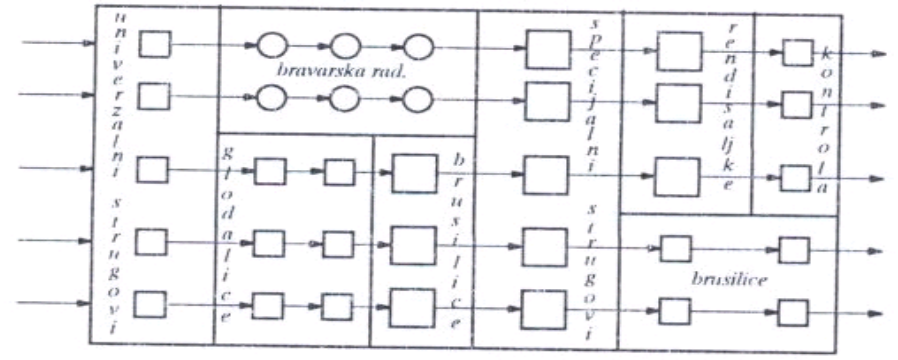 univerzalni strugovi
bravarska rad.
glodalice
brusilice
specijalni strugovi
rendisaljke
kontrola
brusilice